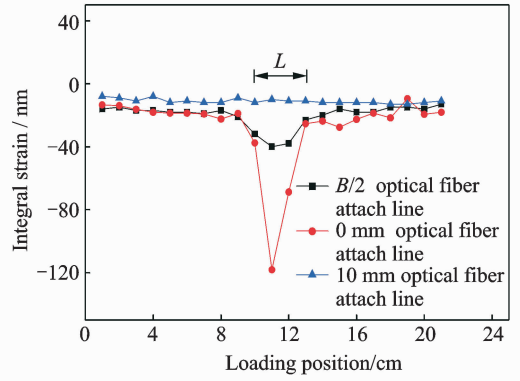 40
L
0
−40
−80
−120
Integral strain / nm
B/2 optical fiber
attach line
0 mm optical fiber
attach line
10 mm optical fiber
attach line
0 4 8 12 16 20 24
Loading position/cm